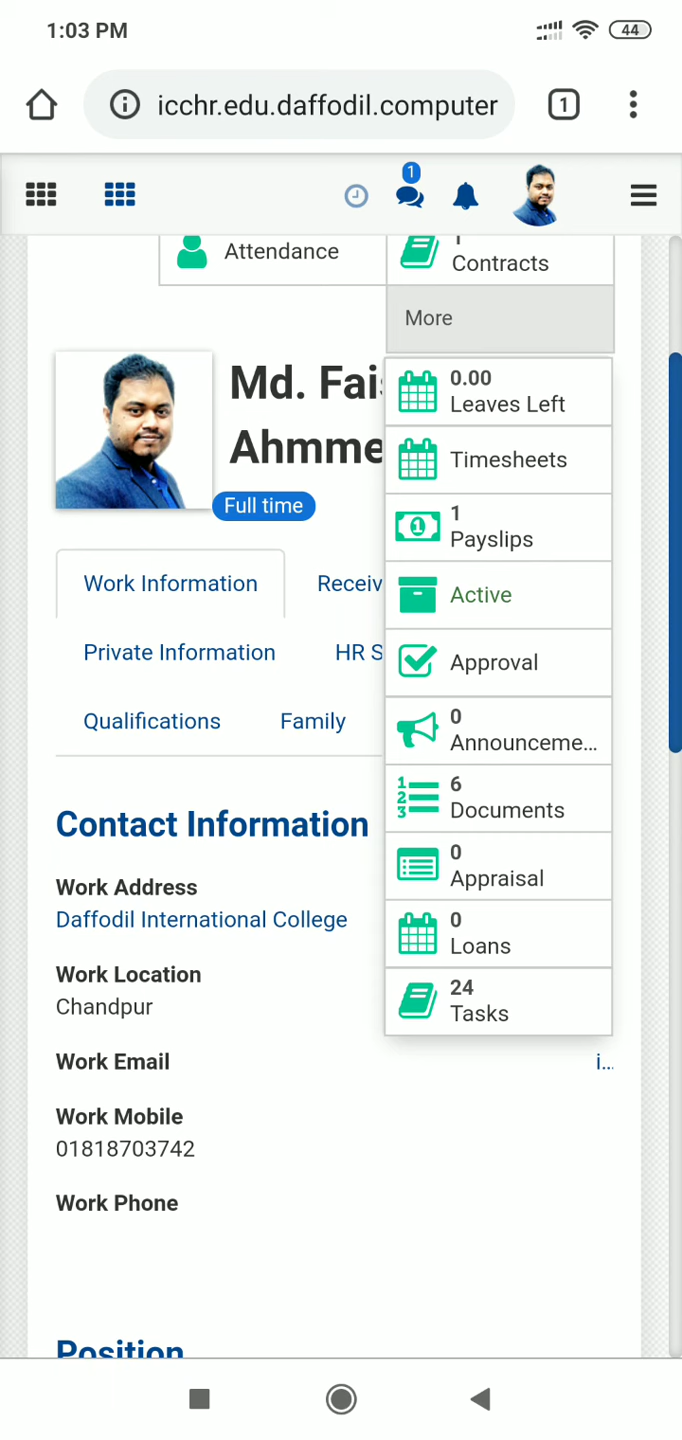 1:03 PM
44
icchr.edu.daffodil.computer
1
1
Attendance
Contracts
More
Md. Fai
Ahmme
Full time
0.00
Leaves Left
Timesheets
1
Payslips
Active
Approval
0
Announceme...
6
Documents
0
Appraisal
0
Loans
24
Tasks
Work Information
Receiv
Private Information
HR S
Qualifications
Family
Contact Information
Work Address
Daffodil International College
Work Location
Chandpur
Work Email
i...
Work Mobile
01818703742
Work Phone
Position